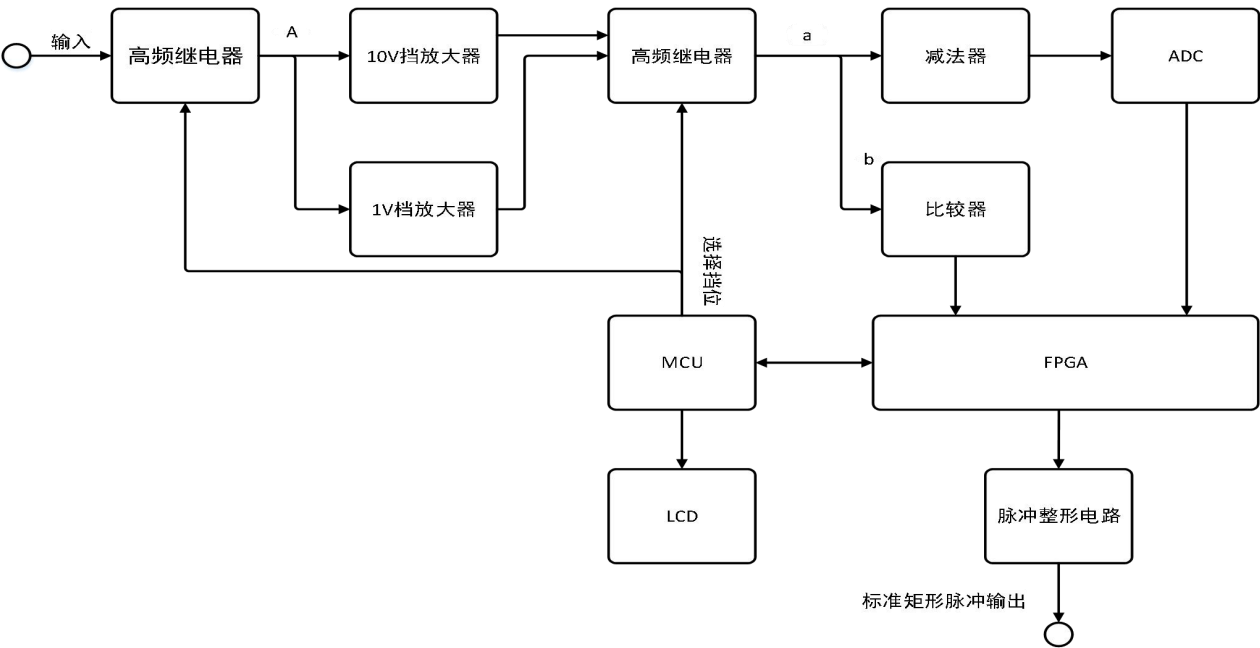 输入
高频继电器
A
10V挡放大器
高频继电器
a
减法器
ADC
1V档放大器
b
比较器
选择挡位
MCU
FPGA
LCD
脉冲整形电路
标准矩形脉冲输出